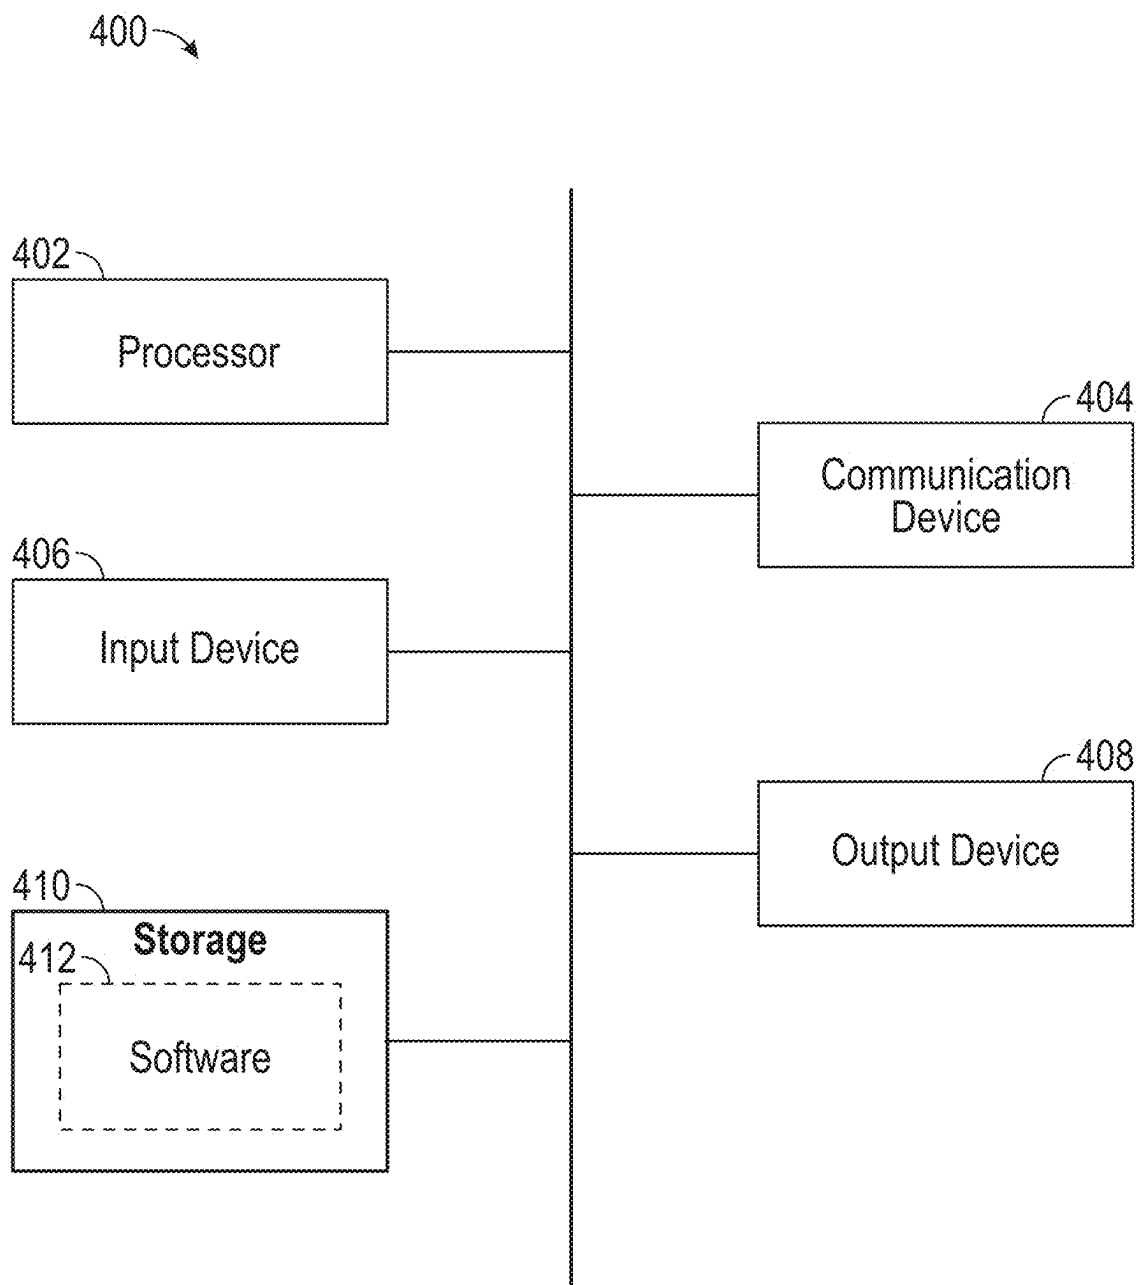 400
402
Processor
404
Communication
Device
406
Input Device
408
Output Device
410
Storage
412
Software